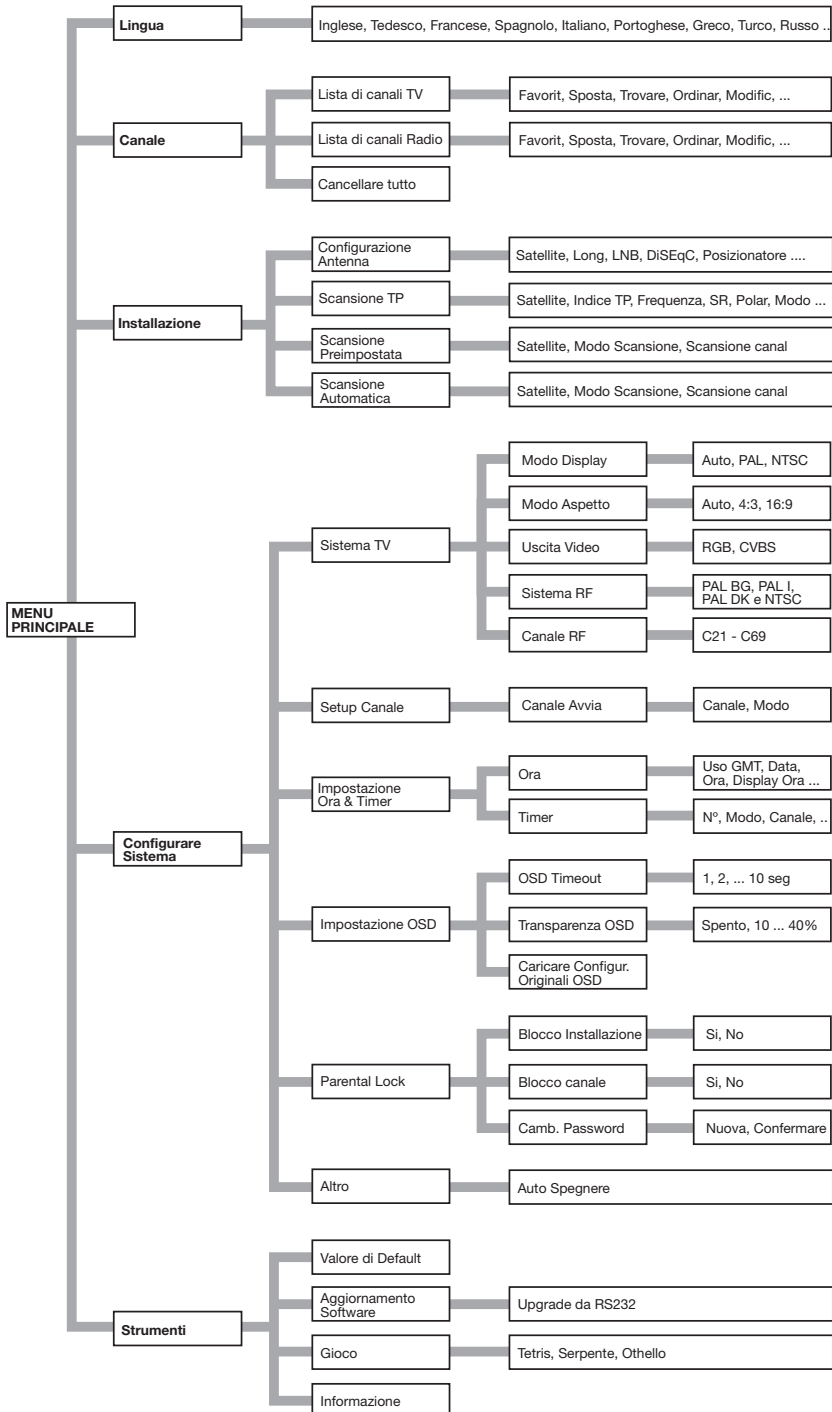 Lingua
Inglese, Tedesco, Francese, Spagnolo, Italiano, Portoghese, Greco, Turco, Russo ..
Canale
Lista di canali TV
Favorit, Sposta, Trovare, Ordinar, Modific, ...
Lista di canali Radio
Favorit, Sposta, Trovare, Ordinar, Modific, ...
Cancellare tutto
Installazione
Configurazione
Antenna
Satellite, Long, LNB, DiSEqC, Posizionatore ....
Scansione TP
Satellite, Indice TP, Frequenza, SR, Polar, Modo ...
Scansione
Preimpostata
Satellite, Modo Scansione, Scansione canal
Scansione
Automatica
Satellite, Modo Scansione, Scansione canal
MENU
PRINCIPALE
Configurare
Sistema
Sistema TV
Modo Display
Auto, PAL, NTSC
Modo Aspetto
Auto, 4:3, 16:9
Uscita Video
RGB, CVBS
Sistema RF
PAL BG, PAL I,
PAL DK e NTSC
Canale RF
C21 - C69
Setup Canale
Canale Avvia
Canale, Modo
Impostazione
Ora & Timer
Ora
Uso GMT, Data,
Ora, Display Ora ...
Timer
Nº, Modo, Canale, ..
Impostazione OSD
OSD Timeout
1, 2, ... 10 seg
Transparenza OSD
Spento, 10 ... 40%
Caricare Configur.
Originali OSD
Parental Lock
Blocco Installazione
Si, No
Blocco canale
Si, No
Camb. Password
Nuova, Confermare
Altro
Auto Spegnere
Strumenti
Valore di Default
Aggiornamento
Software
Upgrade da RS232
Gioco
Tetris, Serpente, Othello
Informazione